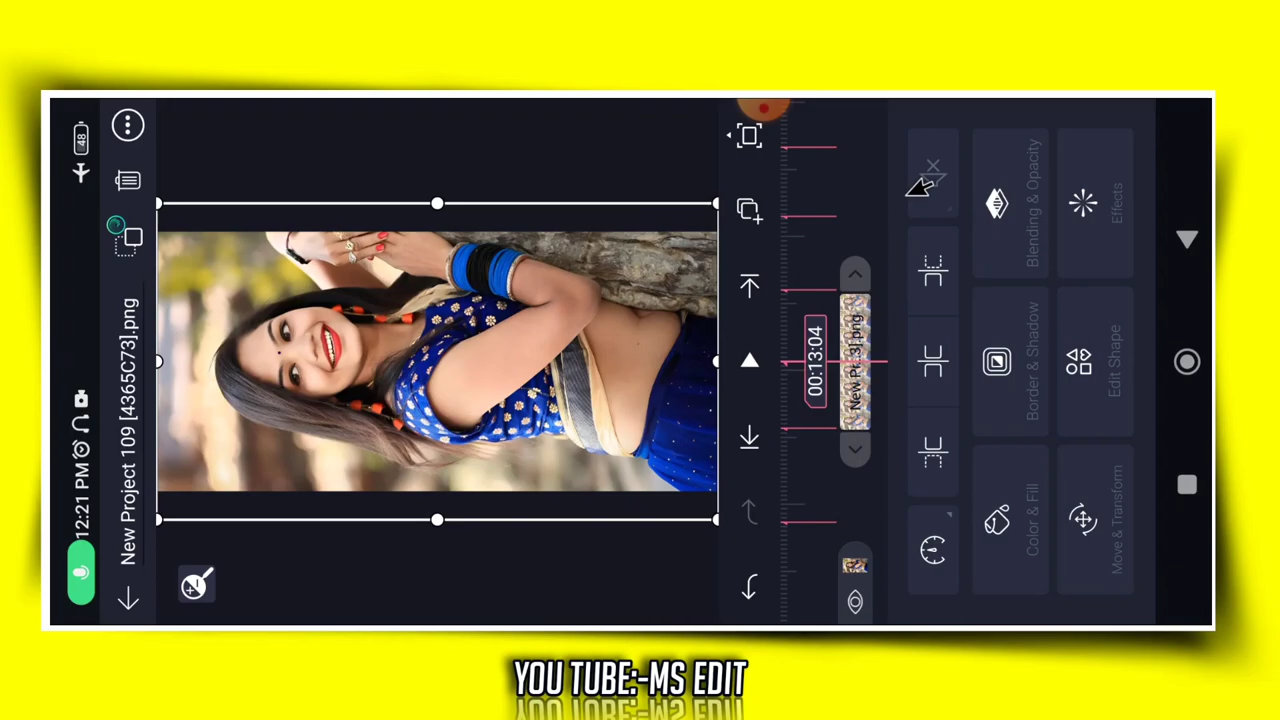 48
12:21 PM
New Project 109 [4365C73].png
00:13:04
Blending & Opacity
Effects
Border & Shadow
Edit Shape
Color & Fill
Move & Transform
YOU TUBE:-MS EDIT